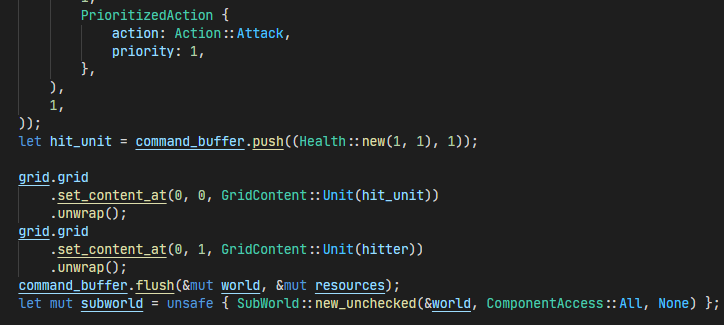 PrioritizedAction {
action: Action::Attack,
priority: 1,
},
),
1,
));
let hit_unit = command_buffer.push((Health::new(1, 1), 1));
grid.grid
.set_content_at(0, 0, GridContent::Unit(hit_unit))
.unwrap();
grid.grid
.set_content_at(0, 1, GridContent::Unit(hitter))
.unwrap();
command_buffer.flush(&mut world, &mut resources);
let mut subworld = unsafe { SubWorld::new_unchecked(&world, ComponentAccess::All, None) };